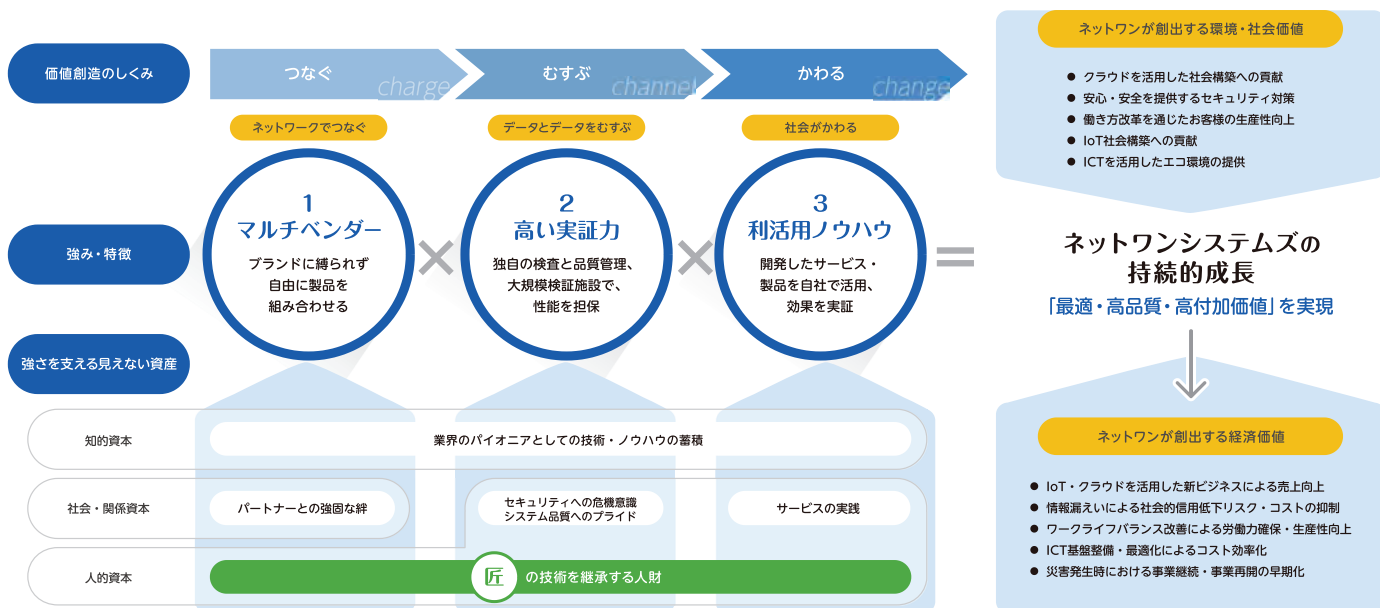 価値創造のしくみ
つなぐ
charge
むすぶ
channel
かわる
change
ネットワークでつなぐ
データとデータをむすぶ
社会がかわる
強み・特徴
1
マルチベンダー
ブランドに縛られず
自由に製品を
組み合わせる
×
2
高い実証力
独自の検査と品質管理、
大規模検証施設で、
性能を担保
×
3
利活用ノウハウ
開発したサービス・
製品を自社で活用、
効果を実証
=
強さを支える見えない資産
知的資本
業界のパイオニアとしての技術・ノウハウの蓄積
社会・関係資本
パートナーとの強固な絆
セキュリティへの危機意識
システム品質へのプライド
サービスの実践
人的資本
匠の技術を継承する人財
ネットワンが創出する環境・社会価値
● クラウドを活用した社会構築への貢献
● 安心・安全を提供するセキュリティ対策
● 働き方改革を通じたお客様の生産性向上
● IoT社会構築への貢献
● ICTを活用したエコ環境の提供
ネットワンシステムズの
持続的成長
「最適・高品質・高付加価値」を実現
ネットワンが創出する経済価値
● IoT・クラウドを活用した新ビジネスによる売上向上
● 情報漏えいによる社会的信用低下リスク・コストの抑制
● ワークライフバランス改善による労働力確保・生産性向上
● ICT基盤整備・最適化によるコスト効率化
● 災害発生時における事業継続・事業再開の早期化